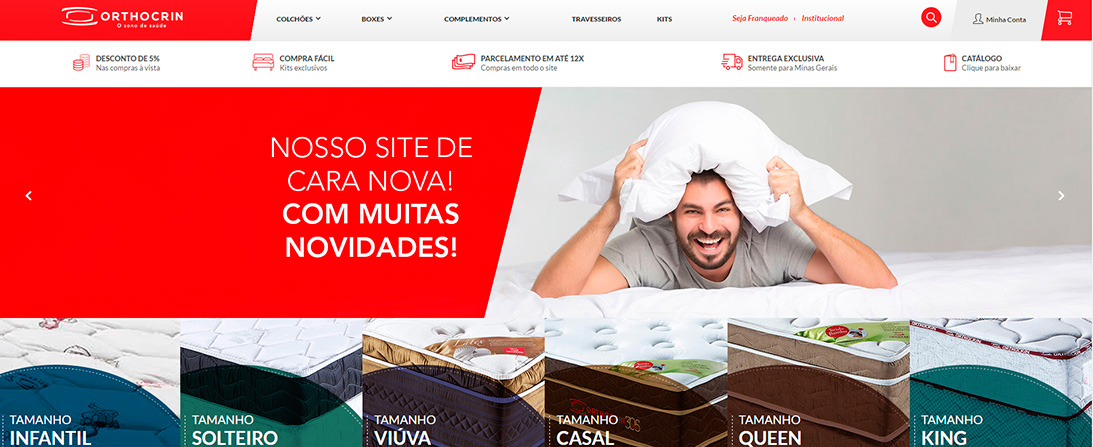 ORTHOCRIN
O sono de saúde
COLCHÕES
BOXES
COMPLEMENTOS
TRAVESSEIROS
KITS
Seja Franqueado
Institucional
Minha Conta
DESCONTO DE 5%
Nas compras à vista
COMPRA FÁCIL
Kits exclusivos
PARCELAMENTO EM ATÉ 12X
Compras em todo o site
ENTREGA EXCLUSIVA
Somente para Minas Gerais
CATÁLOGO
Clique para baixar
NOSSO SITE DE
CARA NOVA!
COM MUITAS
NOVIDADES!
TAMANHO
INFANTIL
TAMANHO
SOLTEIRO
TAMANHO
VIÚVA
TAMANHO
CASAL
TAMANHO
QUEEN
TAMANHO
KING